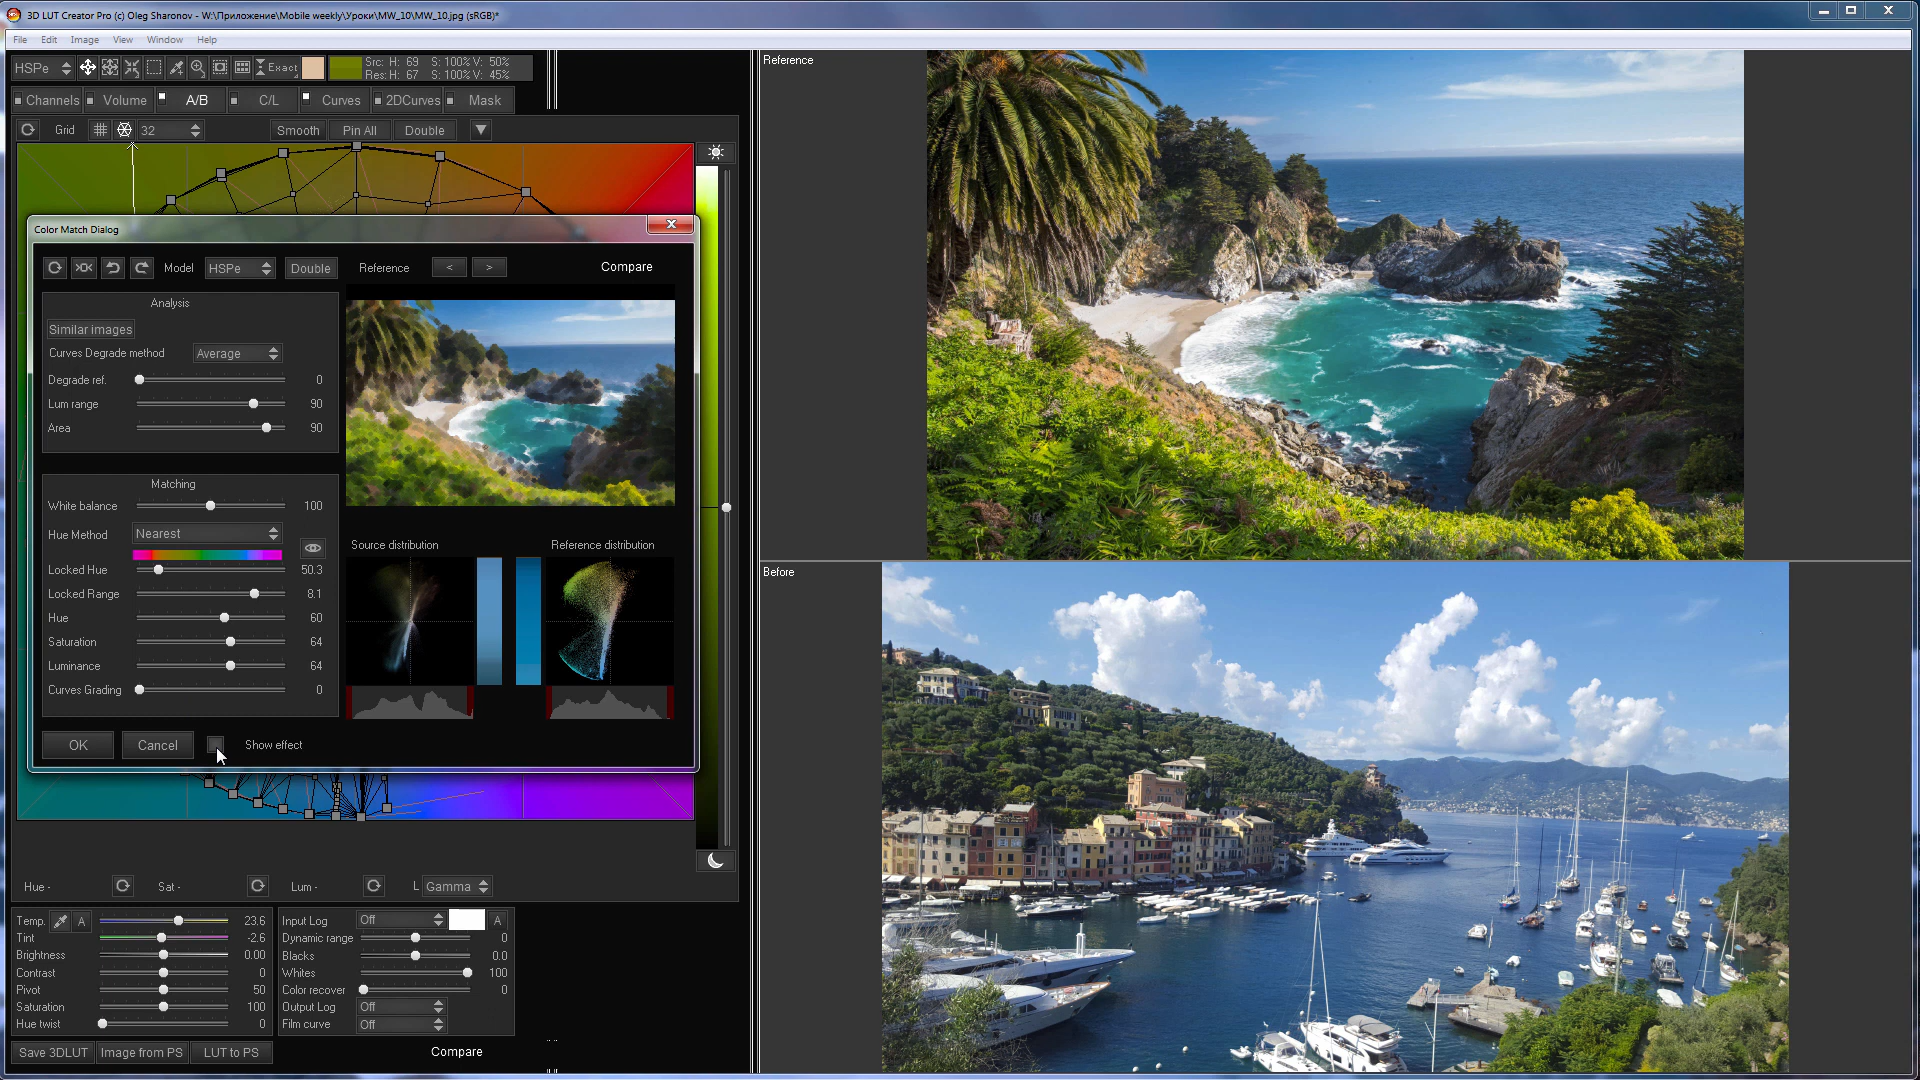 3D LUT Creator Pro (c) Oleg Sharonov - W:\Приложение\Mobile weekly\Уроки\MW_10\MW_10.jpg (sRGB)*
File Edit Image View Window Help
HSPe Exact Src: H: 69 S: 100% V: 50%
Res: H: 67 S: 100% V: 45%
Channels Volume A/B C/L Curves 2DCurves Mask
Grid 32 Smooth Pin All Double
Color Match Dialog
Model HSPe Double Reference < > Compare
Analysis
Similar images
Curves Degrade method Average
Degrade ref. 0
Lum range 90
Area 90
Matching
White balance 100
Hue Method Nearest
Locked Hue 50.3
Locked Range 8.1
Hue 60
Saturation 64
Luminance 64
Curves Grading 0
Source distribution Reference distribution
OK Cancel Show effect
Hue - Sat - Lum - L Gamma
Temp. A 23.6
Tint -2.6
Brightness 0.00
Contrast 0
Pivot 50
Saturation 100
Hue twist 0
Input Log Off A
Dynamic range 0
Blacks 0.0
Whites 100
Color recover 0
Output Log Off
Film curve Off
Save 3DLUT Image from PS LUT to PS Compare
Reference
Before